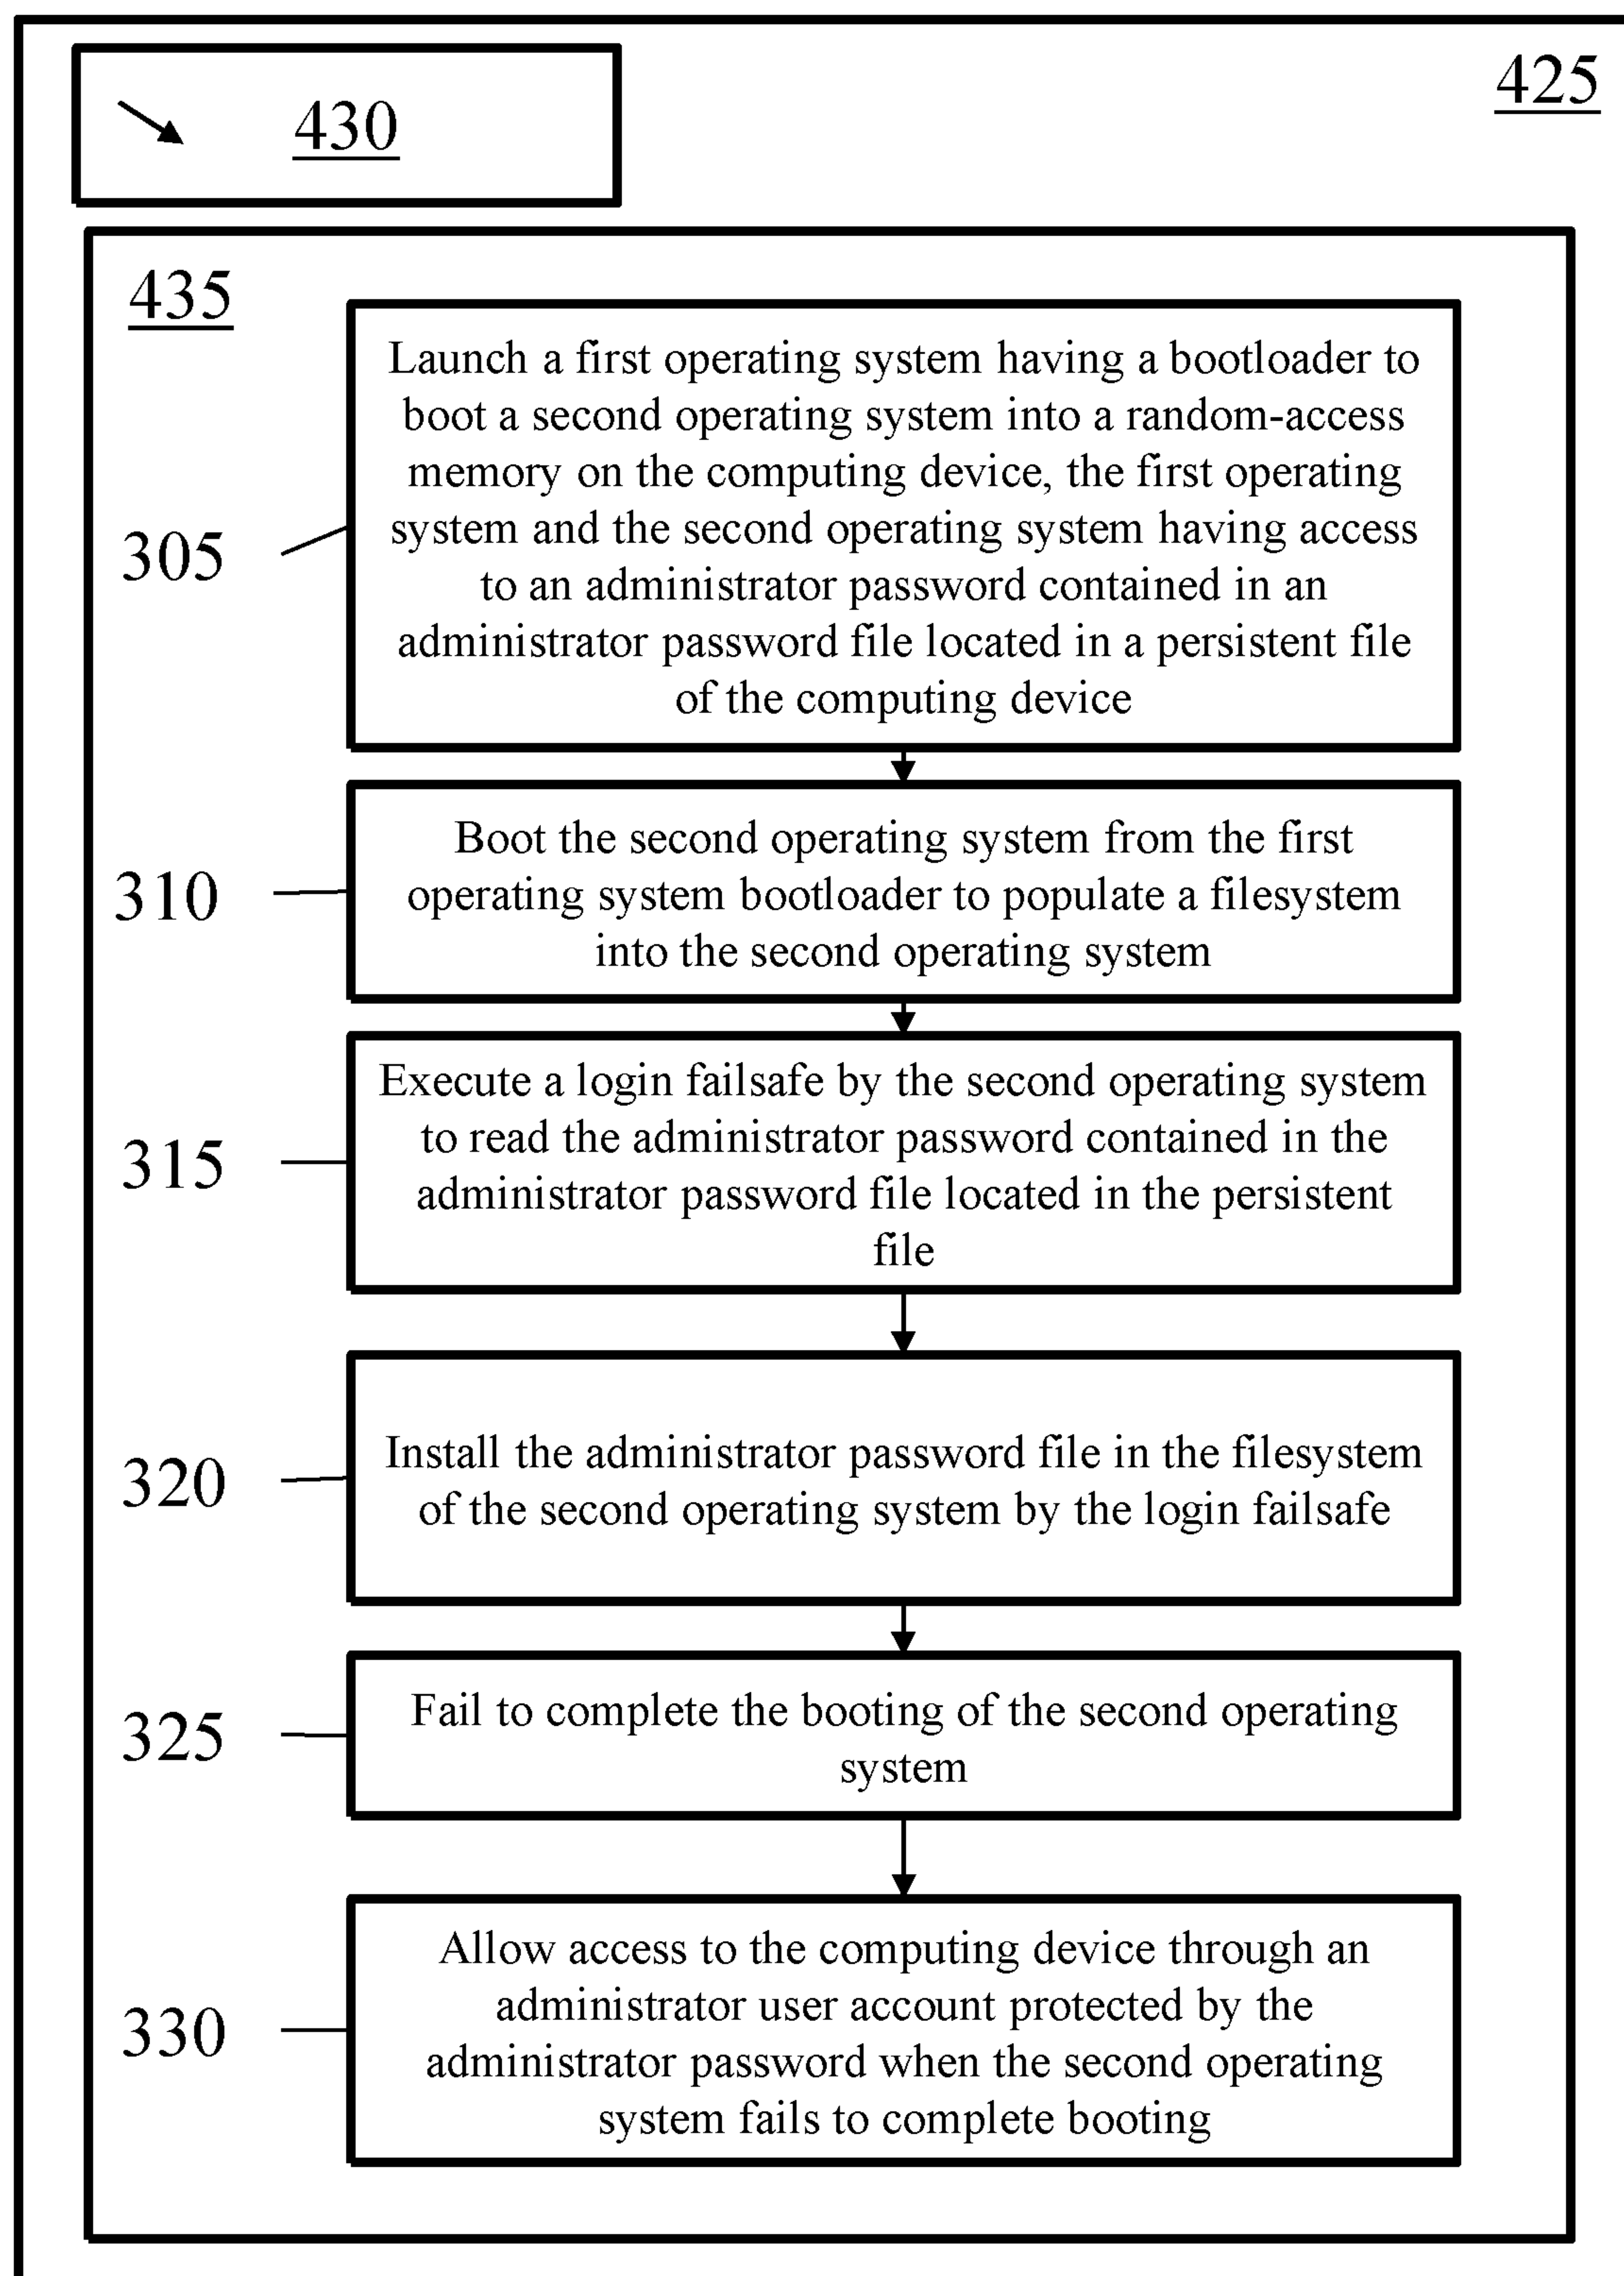 425
430
435
305
Launch a first operating system having a bootloader to
boot a second operating system into a random-access
memory on the computing device, the first operating
system and the second operating system having access
to an administrator password contained in an
administrator password file located in a persistent file
of the computing device
310
Boot the second operating system from the first
operating system bootloader to populate a filesystem
into the second operating system
315
Execute a login failsafe by the second operating system
to read the administrator password contained in the
administrator password file located in the persistent
file
320
Install the administrator password file in the filesystem
of the second operating system by the login failsafe
325
Fail to complete the booting of the second operating
system
330
Allow access to the computing device through an
administrator user account protected by the
administrator password when the second operating
system fails to complete booting